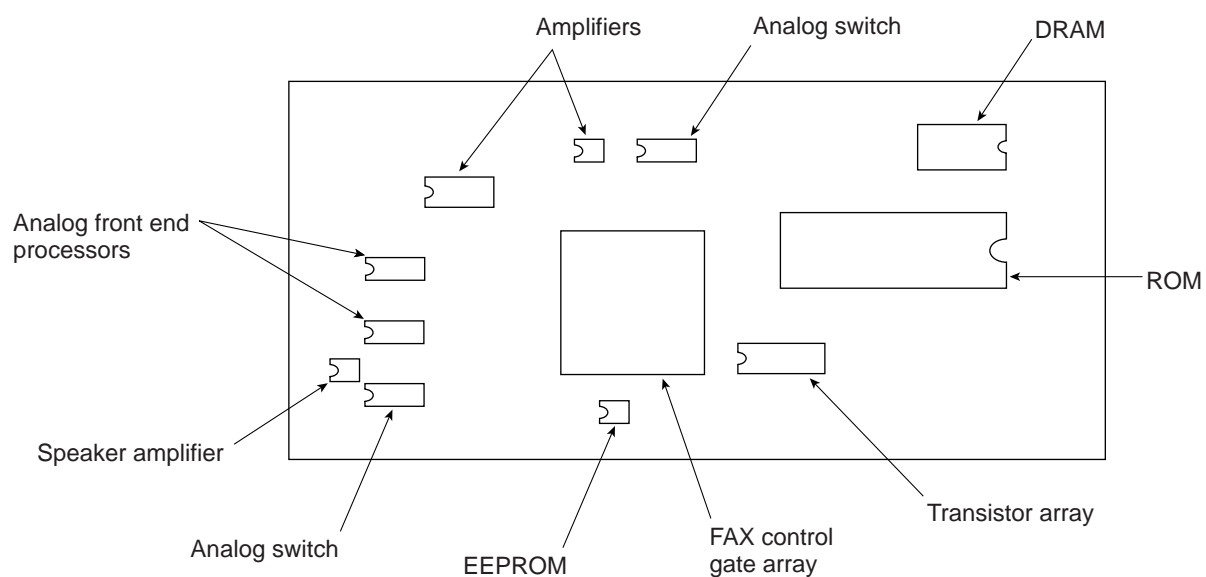 Amplifiers
Analog switch
DRAM
Analog front end
processors
ROM
Speaker amplifier
Analog switch
EEPROM
FAX control
gate array
Transistor array